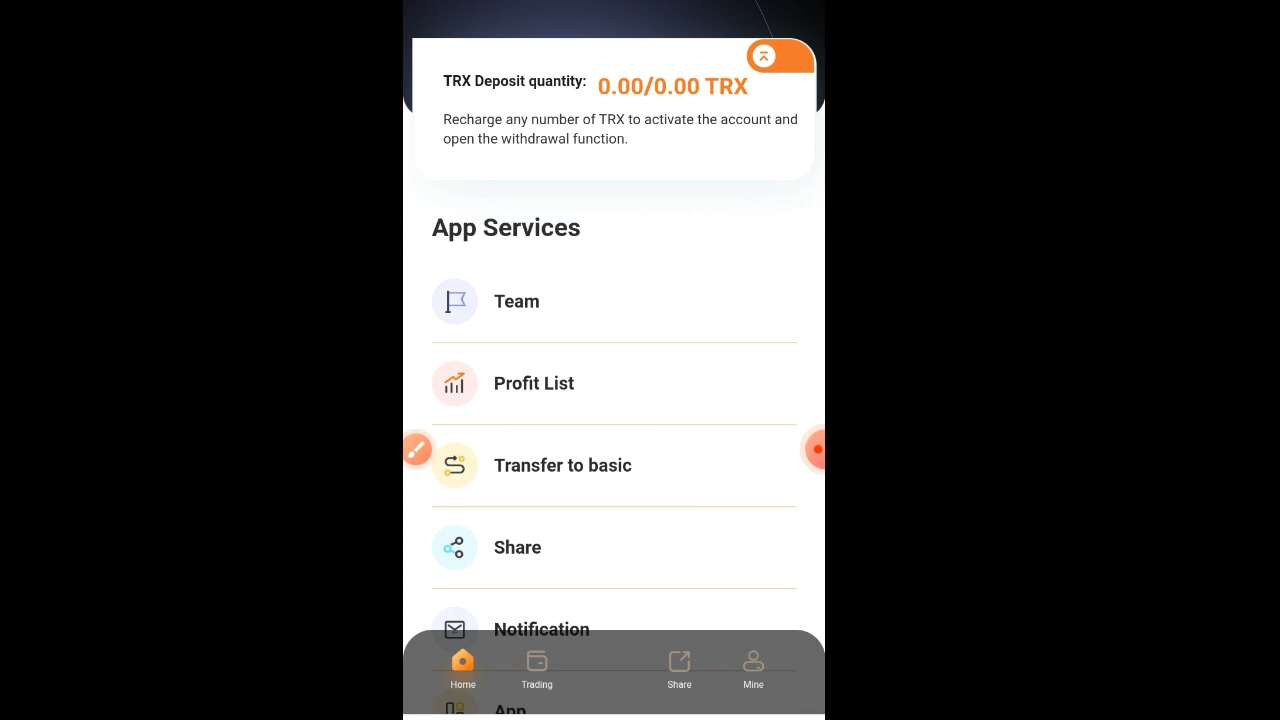 TRX Deposit quantity: 0.00/0.00 TRX
Recharge any number of TRX to activate the account and
open the withdrawal function.
App Services
Team
Profit List
Transfer to basic
Share
Notification
Home Trading Share Mine
App